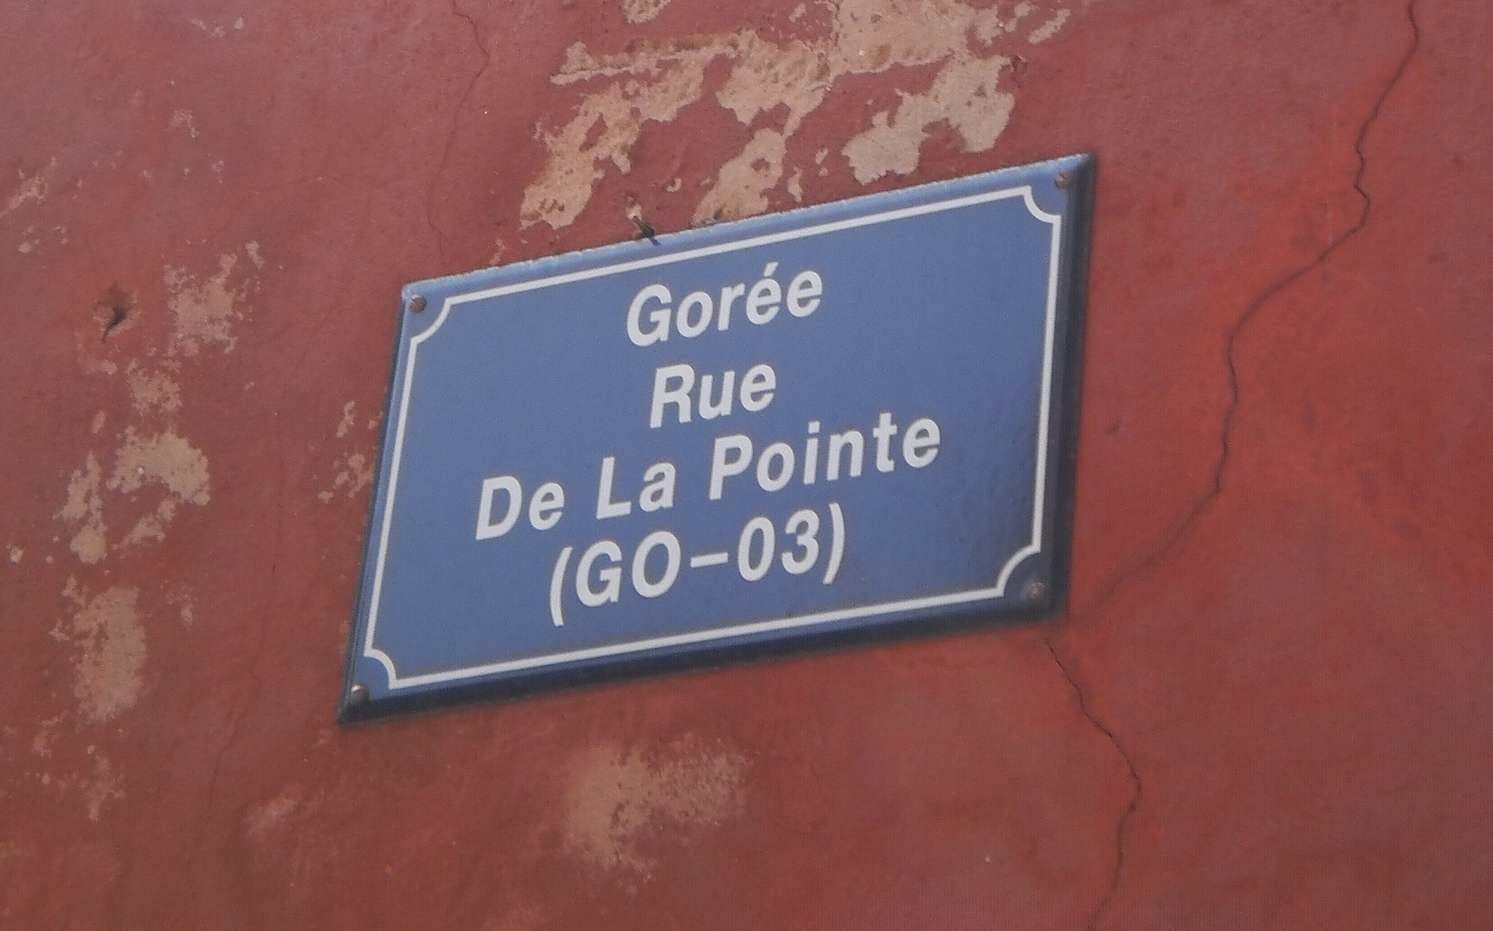 Gorée
Rue
De La Pointe
(GO-03)